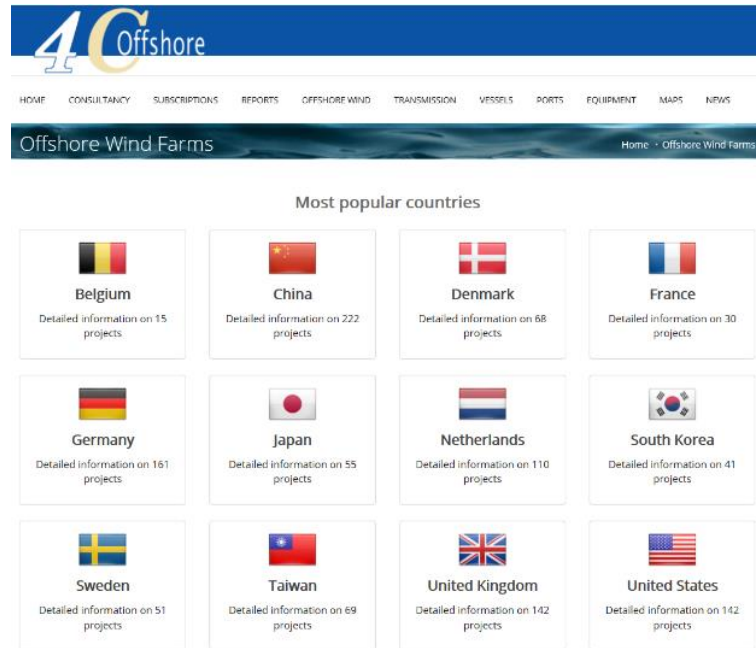 4C Offshore
HOME CONSULTANCY SUBSCRIPTIONS REPORTS OFFSHORE WIND TRANSMISSION VESSELS PORTS EQUIPMENT MAPS NEWS
Offshore Wind Farms
Home · Offshore Wind Farms
Most popular countries
Belgium
Detailed information on 15
projects
China
Detailed information on 222
projects
Denmark
Detailed information on 68
projects
France
Detailed information on 30
projects
Germany
Detailed information on 161
projects
Japan
Detailed information on 55
projects
Netherlands
Detailed information on 110
projects
South Korea
Detailed information on 41
projects
Sweden
Detailed information on 51
projects
Taiwan
Detailed information on 69
projects
United Kingdom
Detailed information on 142
projects
United States
Detailed information on 142
projects